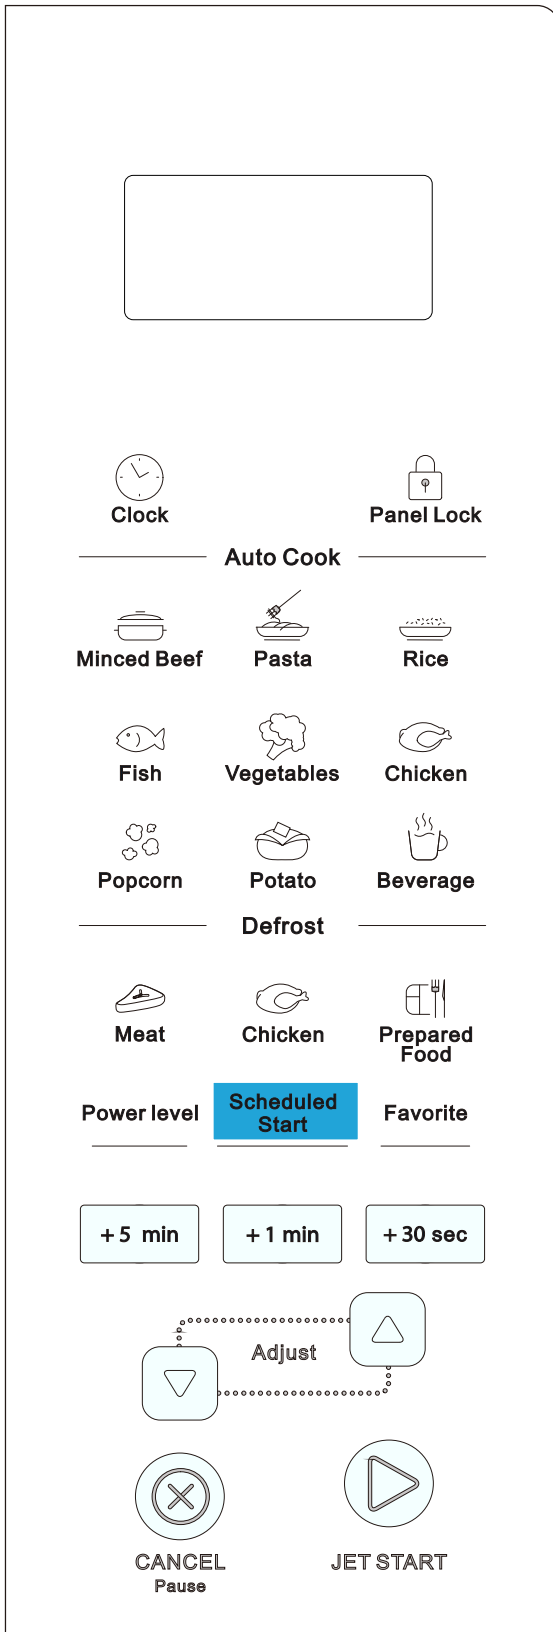 Clock
Panel Lock
Auto Cook
Minced Beef
Pasta
Rice
Fish
Vegetables
Chicken
Popcorn
Potato
Beverage
Defrost
Meat
Chicken
Prepared
Food
Power level
Scheduled
Start
Favorite
+5 min
+1 min
+30 sec
Adjust
CANCEL
Pause
JET START